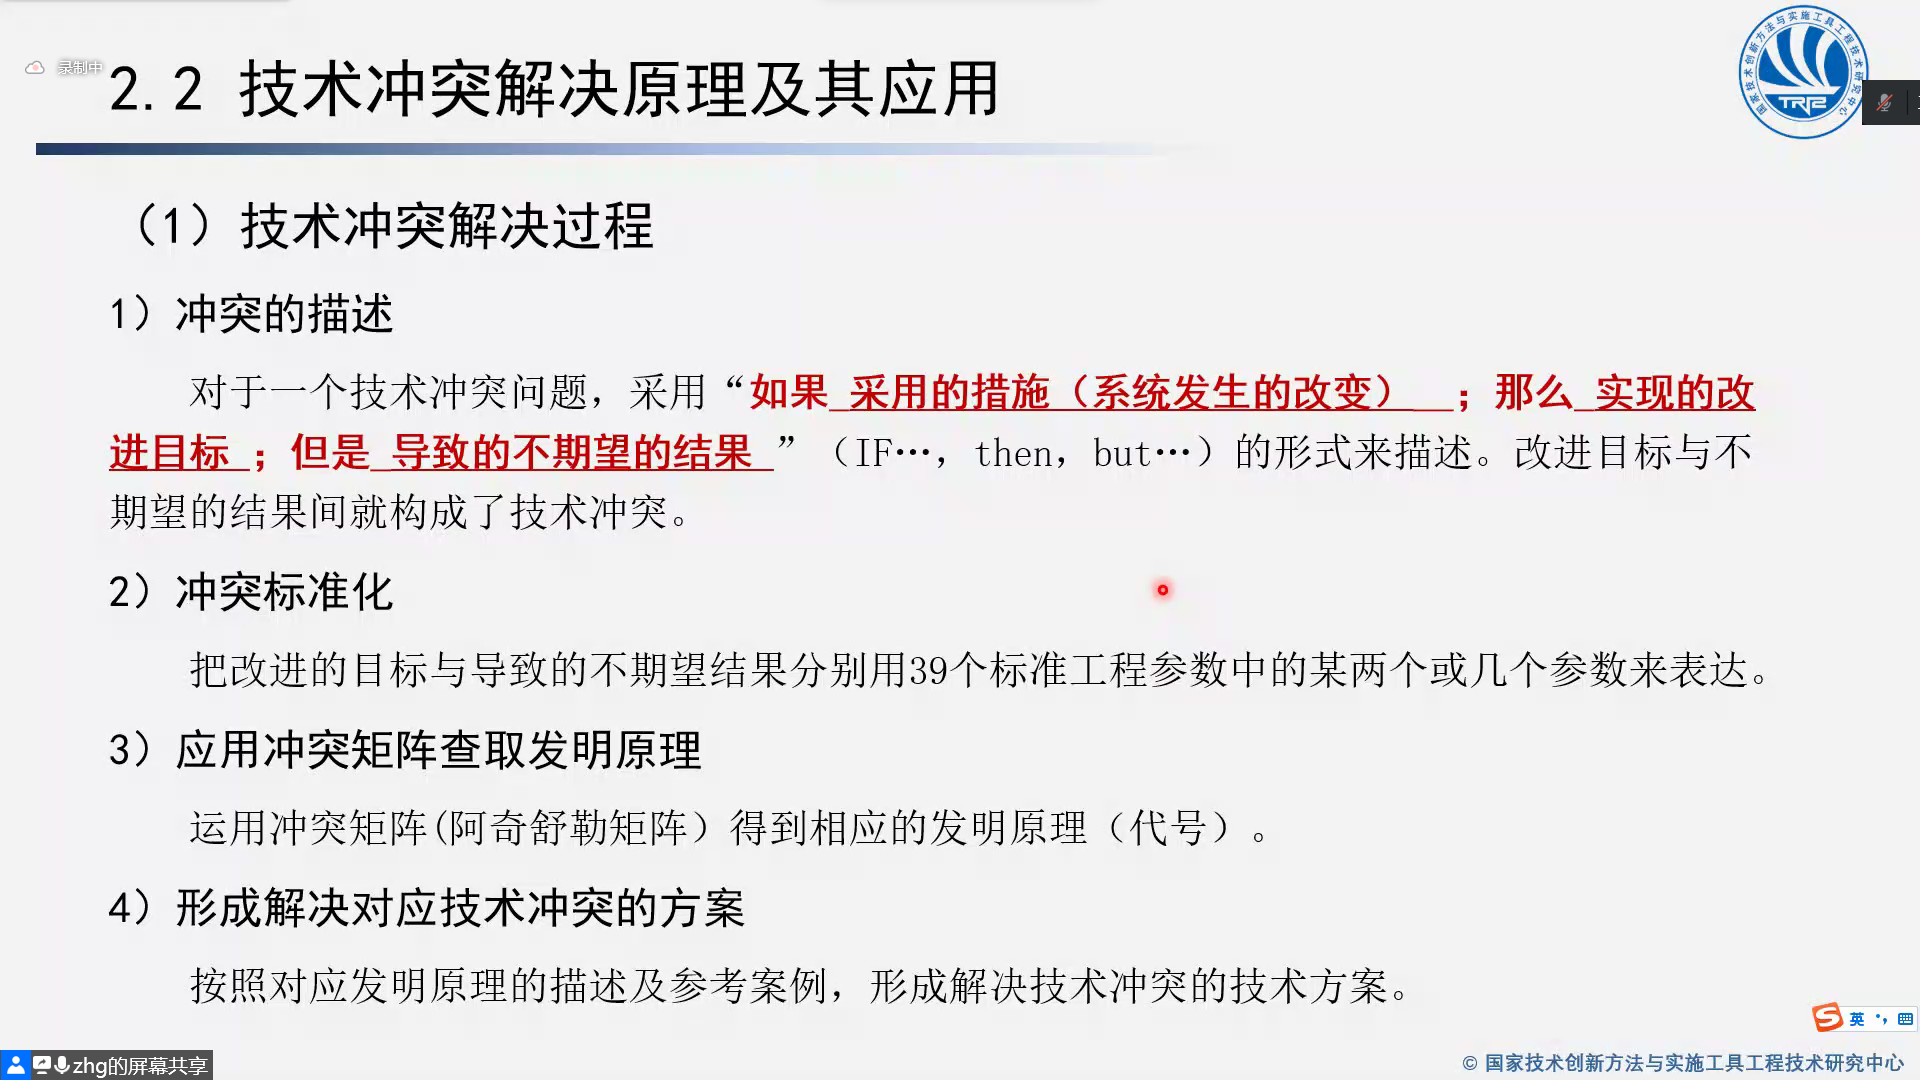 录制中
2.2 技术冲突解决原理及其应用
国家技术创新方法与实施工具工程技术研究中心
TRIZ
（1）技术冲突解决过程
1）冲突的描述
对于一个技术冲突问题，采用“如果 采用的措施（系统发生的改变） ；那么 实现的改
进目标 ；但是 导致的不期望的结果 ”（IF…，then，but…）的形式来描述。改进目标与不
期望的结果间就构成了技术冲突。
2）冲突标准化
把改进的目标与导致的不期望结果分别用39个标准工程参数中的某两个或几个参数来表达。
3）应用冲突矩阵查取发明原理
运用冲突矩阵(阿奇舒勒矩阵）得到相应的发明原理（代号）。
4）形成解决对应技术冲突的方案
按照对应发明原理的描述及参考案例，形成解决技术冲突的技术方案。
S 英
zhg的屏幕共享
© 国家技术创新方法与实施工具工程技术研究中心